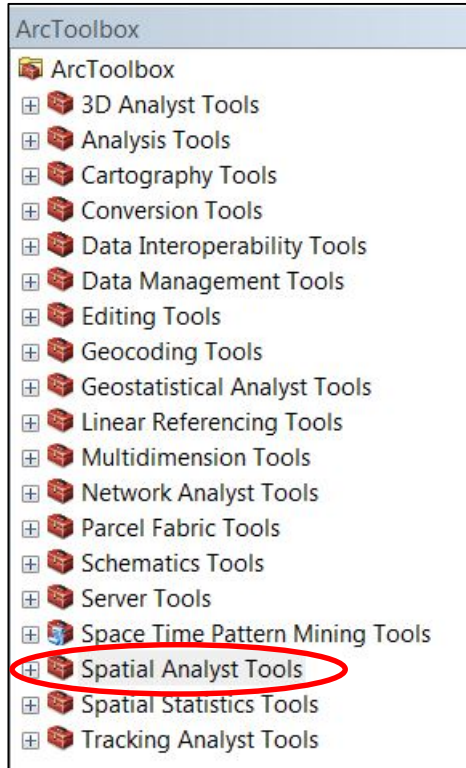 ArcToolbox
ArcToolbox
3D Analyst Tools
Analysis Tools
Cartography Tools
Conversion Tools
Data Interoperability Tools
Data Management Tools
Editing Tools
Geocoding Tools
Geostatistical Analyst Tools
Linear Referencing Tools
Multidimension Tools
Network Analyst Tools
Parcel Fabric Tools
Schematics Tools
Server Tools
Space Time Pattern Mining Tools
Spatial Analyst Tools
Spatial Statistics Tools
Tracking Analyst Tools